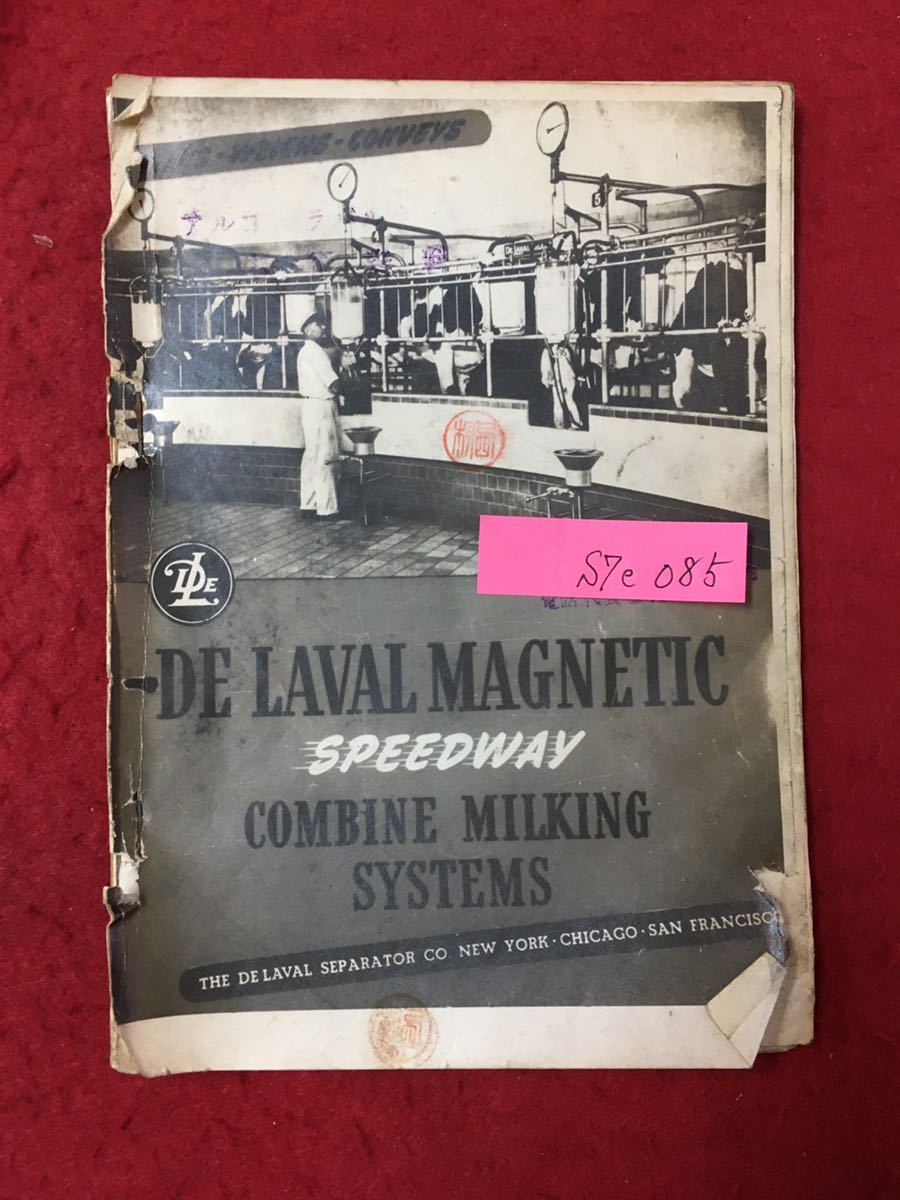 CONVEYS
5
DE LAVAL
S7e 085
DE LAVAL MAGNETIC
SPEEDWAY
COMBINE MILKING
SYSTEMS
THE DE LAVAL SEPARATOR CO. NEW YORK · CHICAGO · SAN FRANCISCO